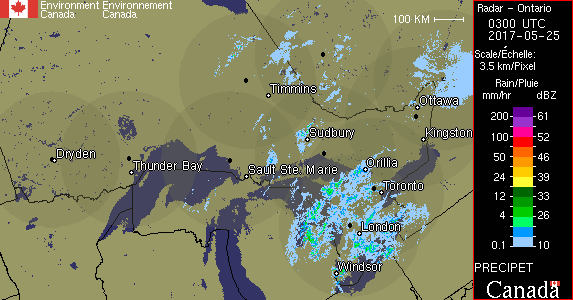 Environment Environnement
Canada Canada
100 KM
Timmins
Ottawa
Sudbury
Kingston
Dryden
Thunder Bay
Sault Ste. Marie
Orillia
Toronto
London
Windsor
Radar - Ontario
0300 UTC
2017-05-25
Scale/Échelle:
3.5 km/Pixel
Rain/Pluie
mm/hr dBZ
200 61
100 52
50 46
24 39
12 33
4 26
0.1 10
PRECIPET
Canada